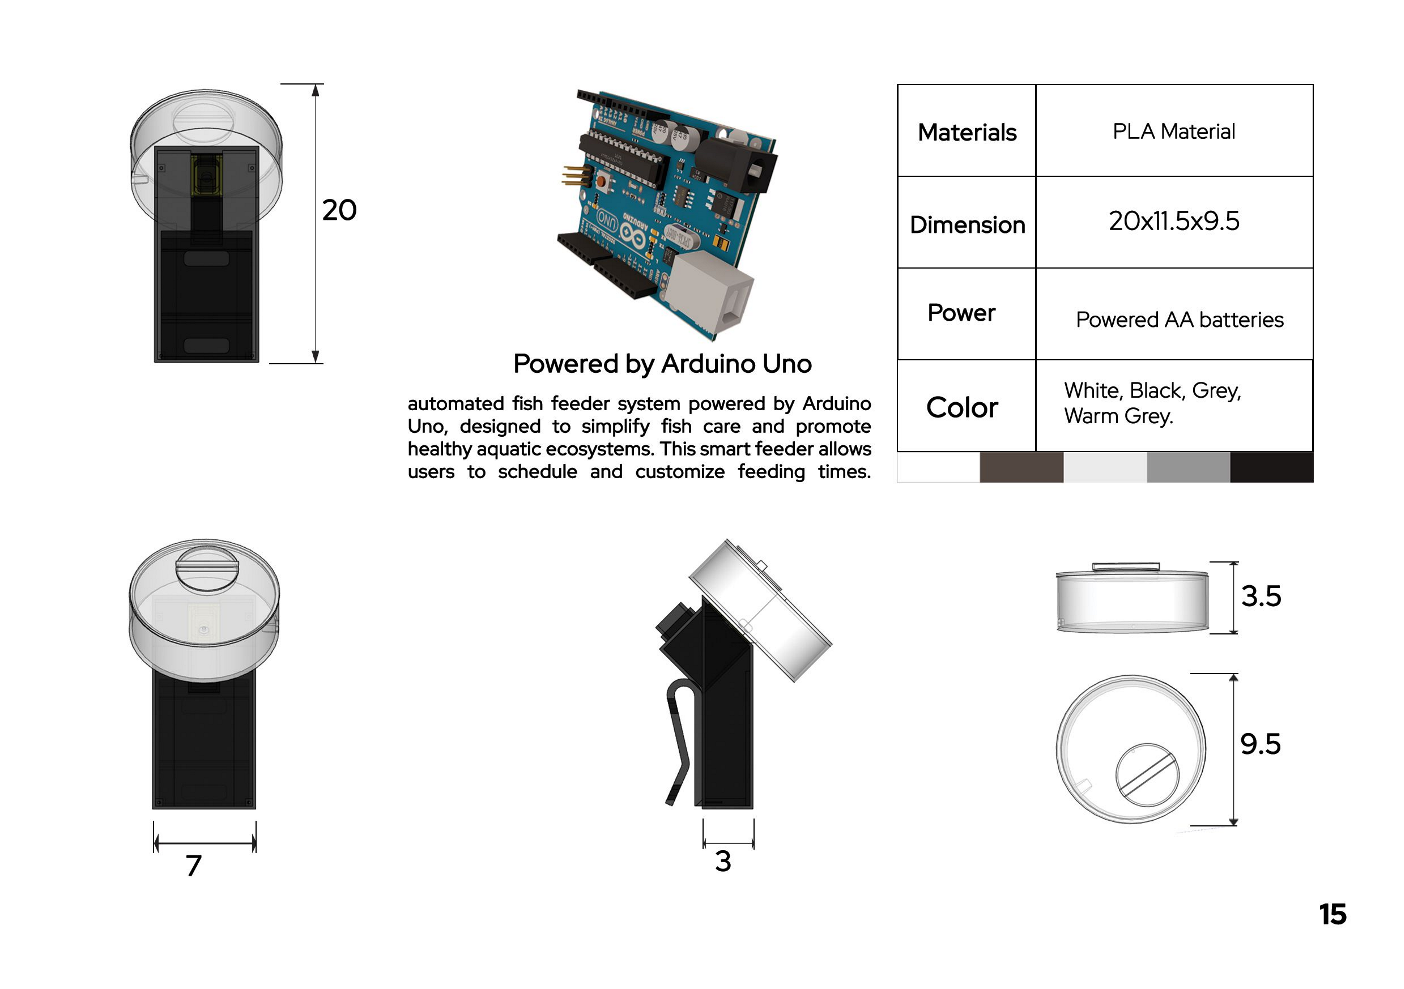 20
Powered by Arduino Uno
automated fish feeder system powered by Arduino
Uno, designed to simplify fish care and promote
healthy aquatic ecosystems. This smart feeder allows
users to schedule and customize feeding times.
Materials
PLA Material
Dimension
20x11.5x9.5
Power
Powered AA batteries
Color
White, Black, Grey,
Warm Grey.
7
3
3.5
9.5
15
UNO
ARDUINO